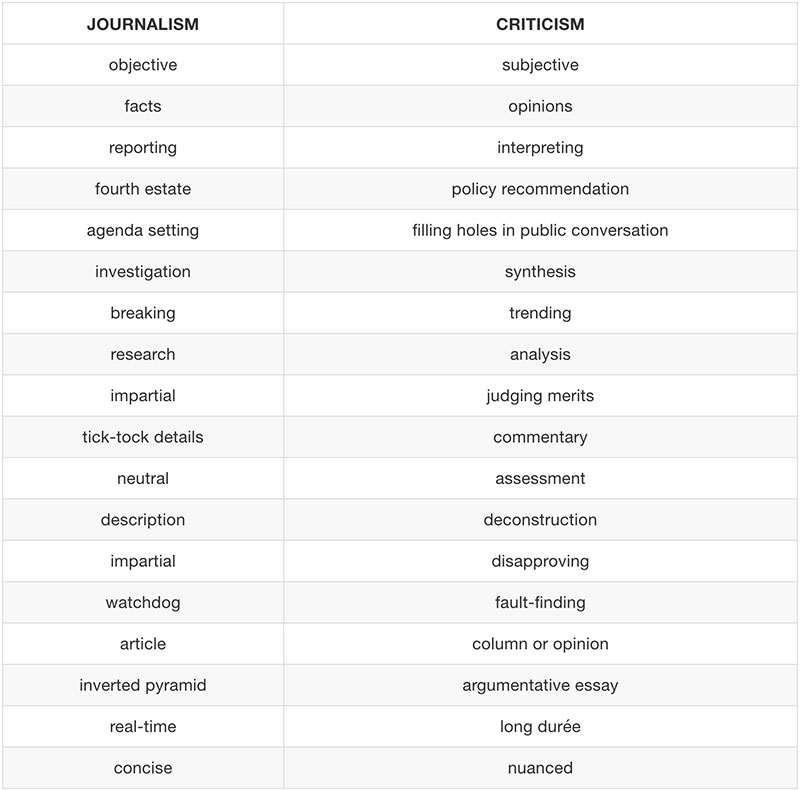 JOURNALISM CRITICISM
objective subjective
facts opinions
reporting interpreting
fourth estate policy recommendation
agenda setting filling holes in public conversation
investigation synthesis
breaking trending
research analysis
impartial judging merits
tick-tock details commentary
neutral assessment
description deconstruction
impartial disapproving
watchdog fault-finding
article column or opinion
inverted pyramid argumentative essay
real-time long durée
concise nuanced